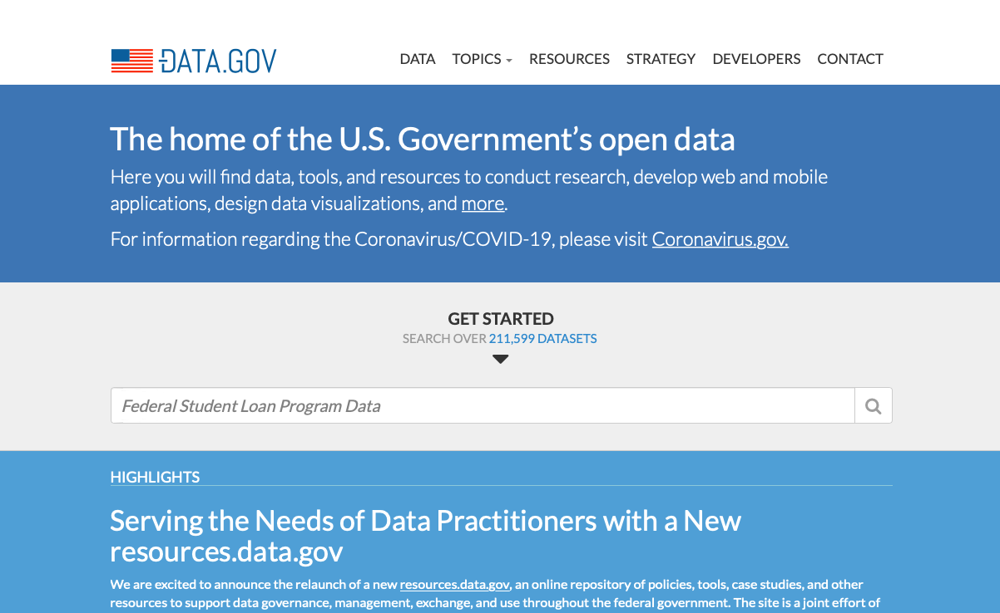 DATA.GOV
DATA TOPICS RESOURCES STRATEGY DEVELOPERS CONTACT
The home of the U.S. Government’s open data
Here you will find data, tools, and resources to conduct research, develop web and mobile
applications, design data visualizations, and more.
For information regarding the Coronavirus/COVID-19, please visit Coronavirus.gov.
GET STARTED
SEARCH OVER 211,599 DATASETS
Federal Student Loan Program Data
HIGHLIGHTS
Serving the Needs of Data Practitioners with a New
resources.data.gov
We are excited to announce the relaunch of a new resources.data.gov, an online repository of policies, tools, case studies, and other
resources to support data governance, management, exchange, and use throughout the federal government. The site is a joint effort of